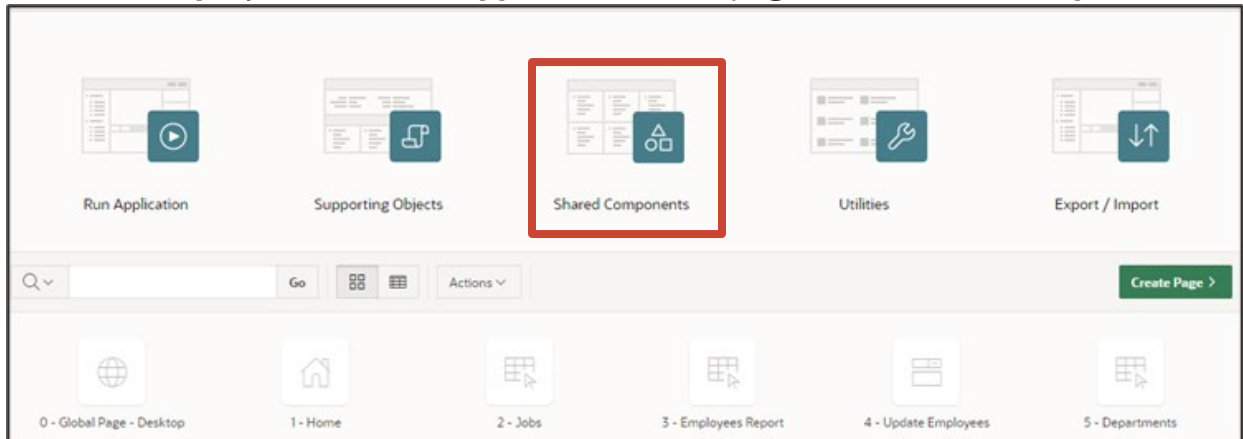 Run Application
Supporting Objects
Shared Components
Utilities
Export / Import
Go
Actions
Create Page >
0 - Global Page - Desktop
1 - Home
2 - Jobs
3 - Employees Report
4 - Update Employees
5 - Departments